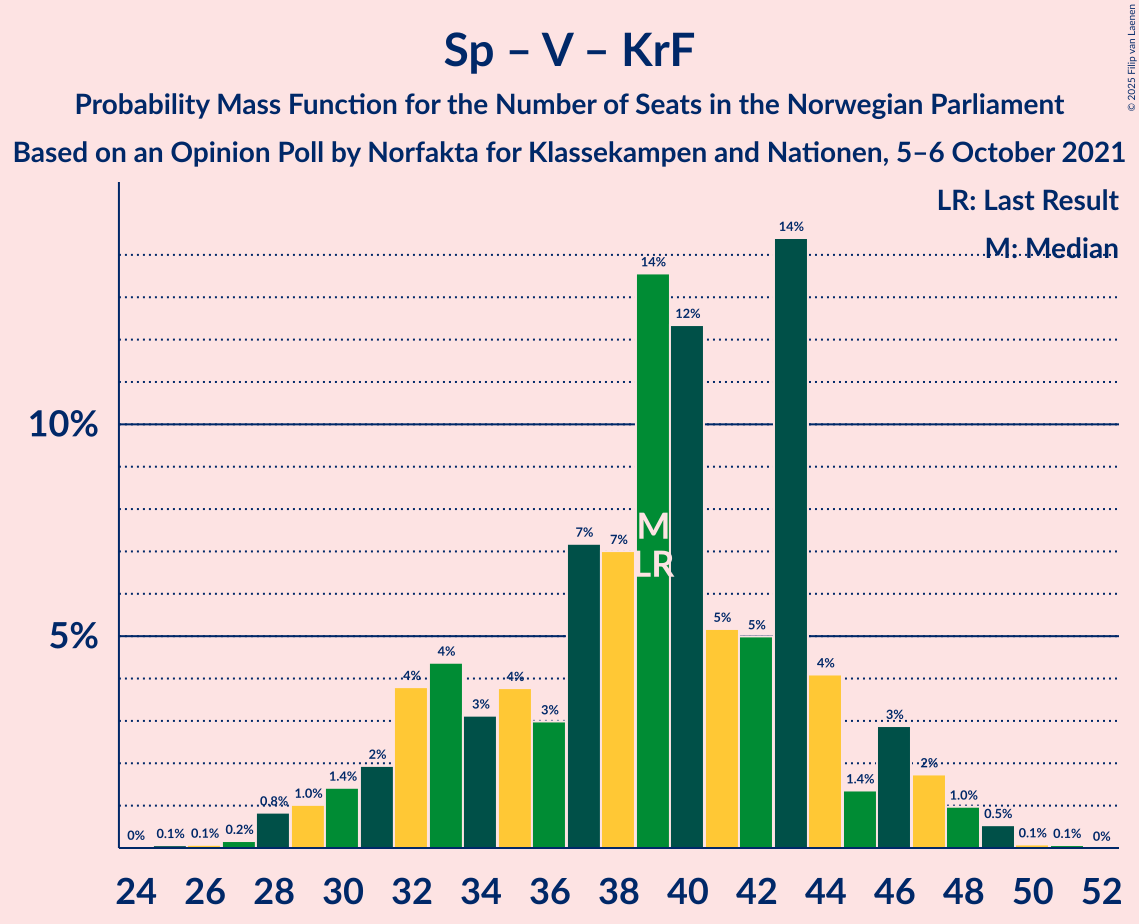 Sp – V – KrF
Probability Mass Function for the Number of Seats in the Norwegian Parliament
Based on an Opinion Poll by Norfakta for Klassekampen and Nationen, 5–6 October 2021
© 2025 Filip van Laenen
LR: Last Result
M: Median
10%
5%
0% 0.1% 0.1% 0.2% 0.8% 1.0% 1.4% 2% 4% 4% 3% 4% 3% 7% 7% 14% 12% 5% 5% 14% 4% 1.4% 3% 2% 1.0% 0.5% 0.1% 0.1% 0%
M
LR
24 26 28 30 32 34 36 38 40 42 44 46 48 50 52